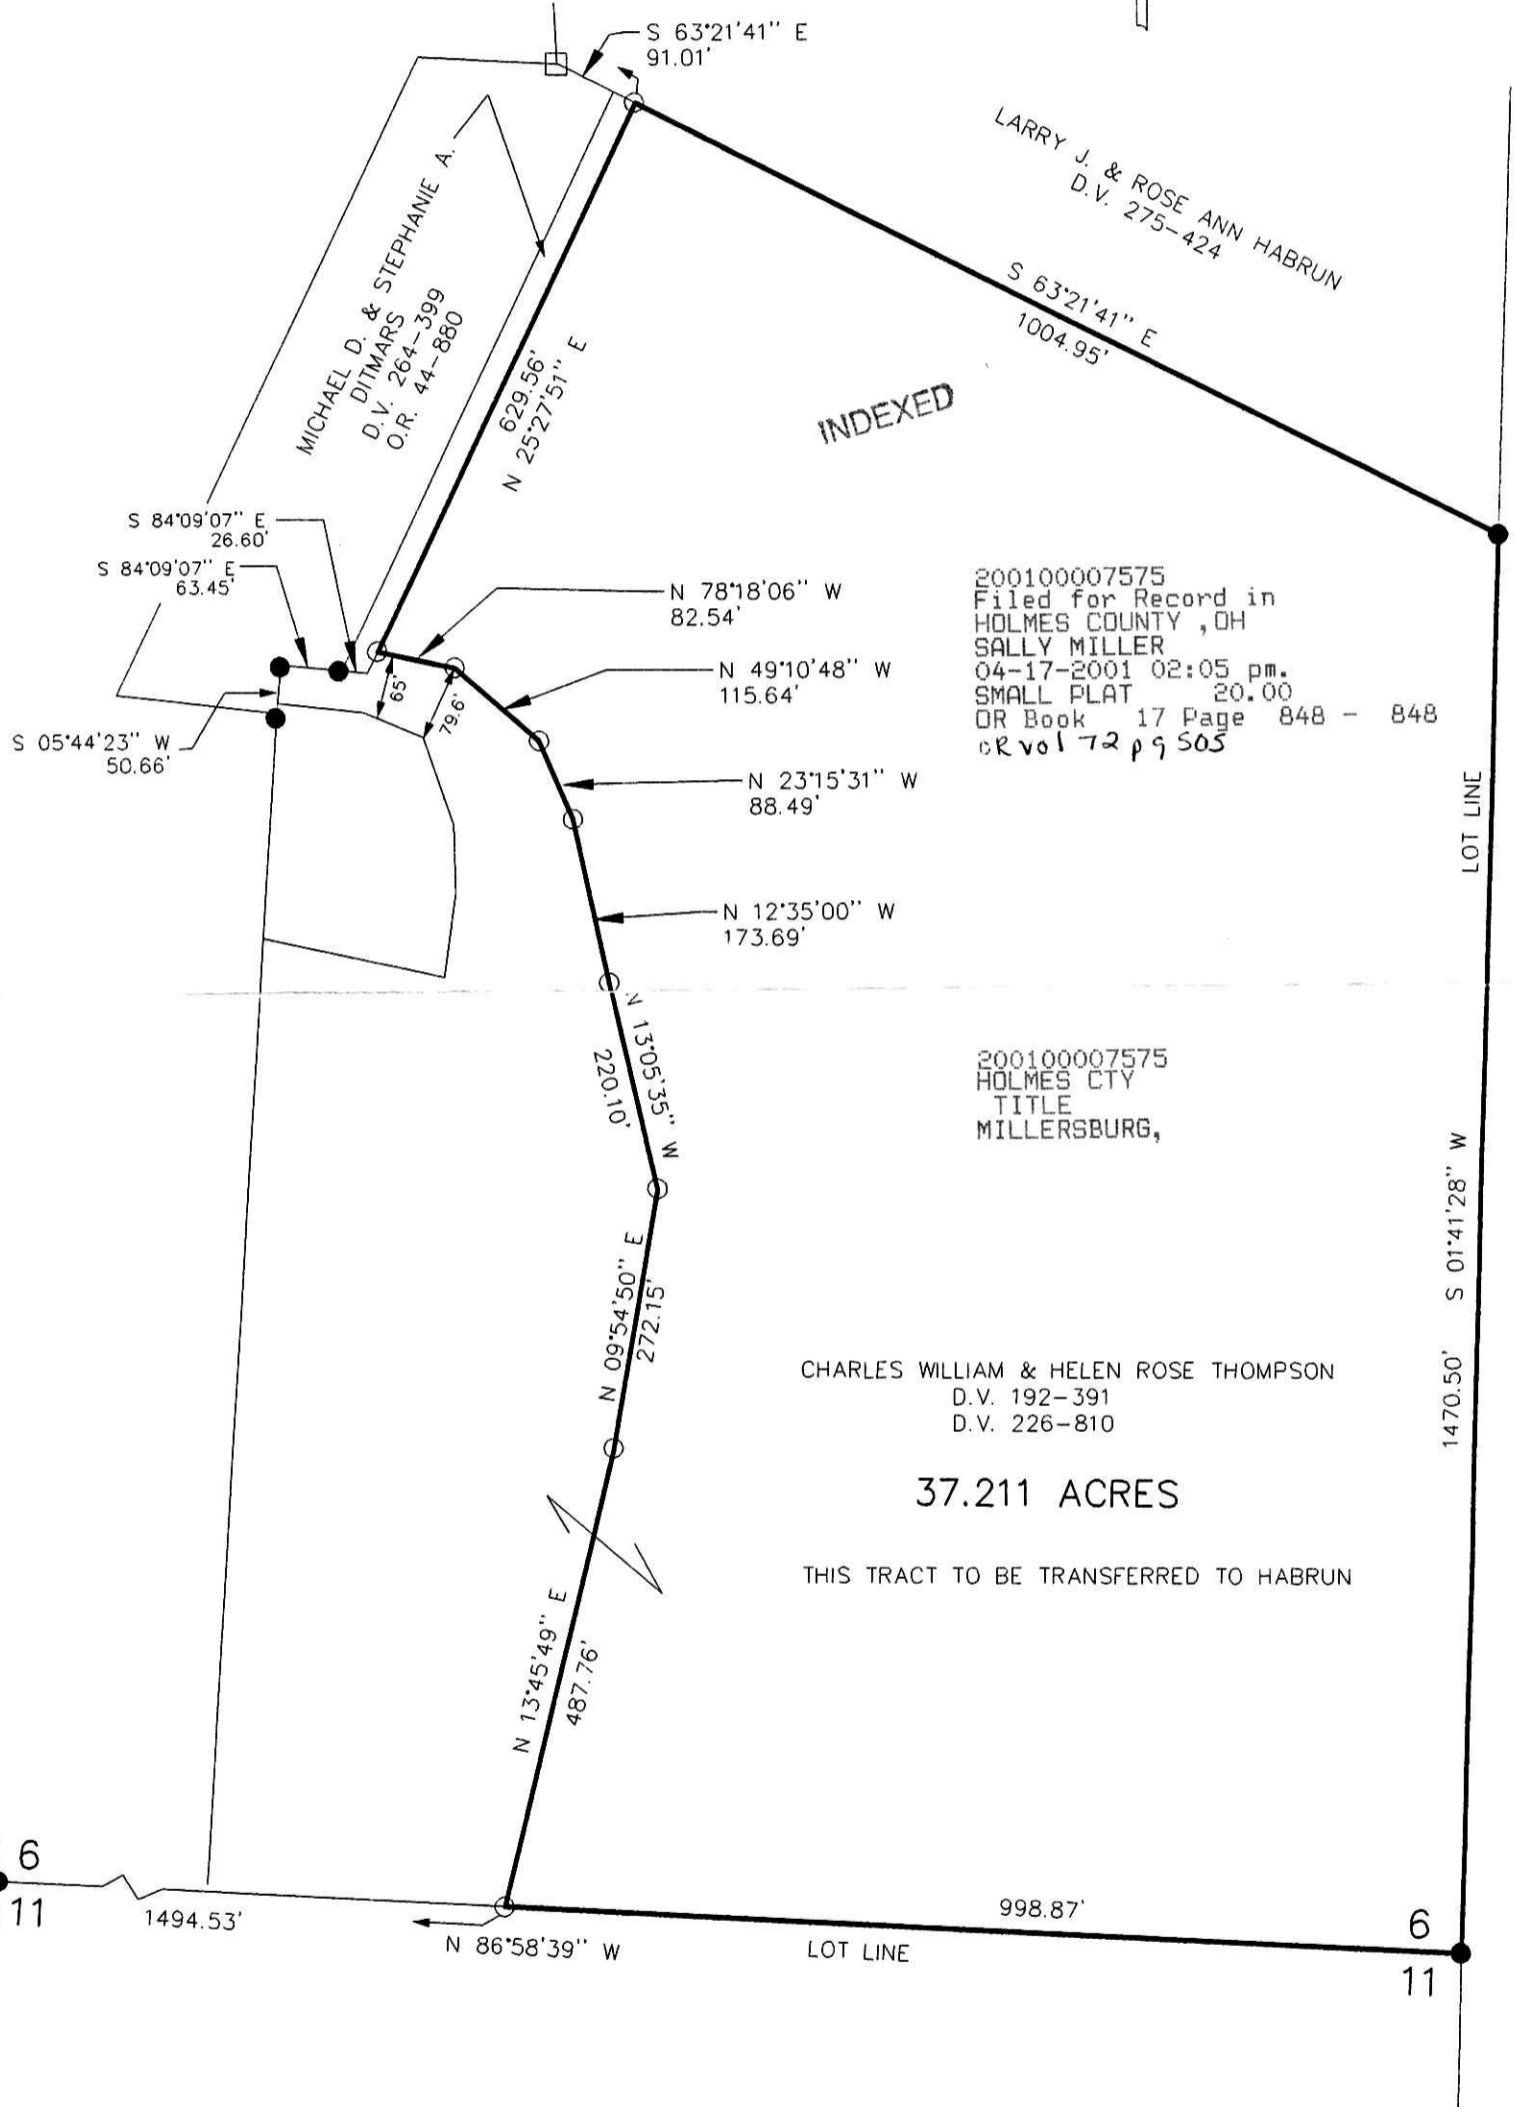 S 63°21'41" E
91.01'
LARRY J. & ROSE ANN HABRUN
D.V. 275-424
S 63°21'41" E
1004.95'
MICHAEL D. & STEPHANIE A.
DITMARS
D.V. 264-399
O.R. 44-880
629.56'
N 25°27'51" E
INDEXED
S 84°09'07" E
26.60'
S 84°09'07" E
63.45'
N 78°18'06" W
82.54'
200100007575
Filed for Record in
HOLMES COUNTY ,OH
SALLY MILLER
04-17-2001 02:05 pm.
SMALL PLAT 20.00
OR Book 17 Page 848 - 848
OR vol 72 pg 505
65'
79.6'
N 49°10'48" W
115.64'
S 05°44'23" W
50.66'
N 23°15'31" W
88.49'
LOT LINE
N 12°35'00" W
173.69'
N 13°05'35" W
220.10'
200100007575
HOLMES CTY
TITLE
MILLERSBURG,
N 09°54'50" E
272.15'
1470.50' S 01°41'28" W
CHARLES WILLIAM & HELEN ROSE THOMPSON
D.V. 192-391
D.V. 226-810
37.211 ACRES
THIS TRACT TO BE TRANSFERRED TO HABRUN
N 13°45'49" E
487.76'
6
11
1494.53'
N 86°58'39" W
998.87'
LOT LINE
6
11